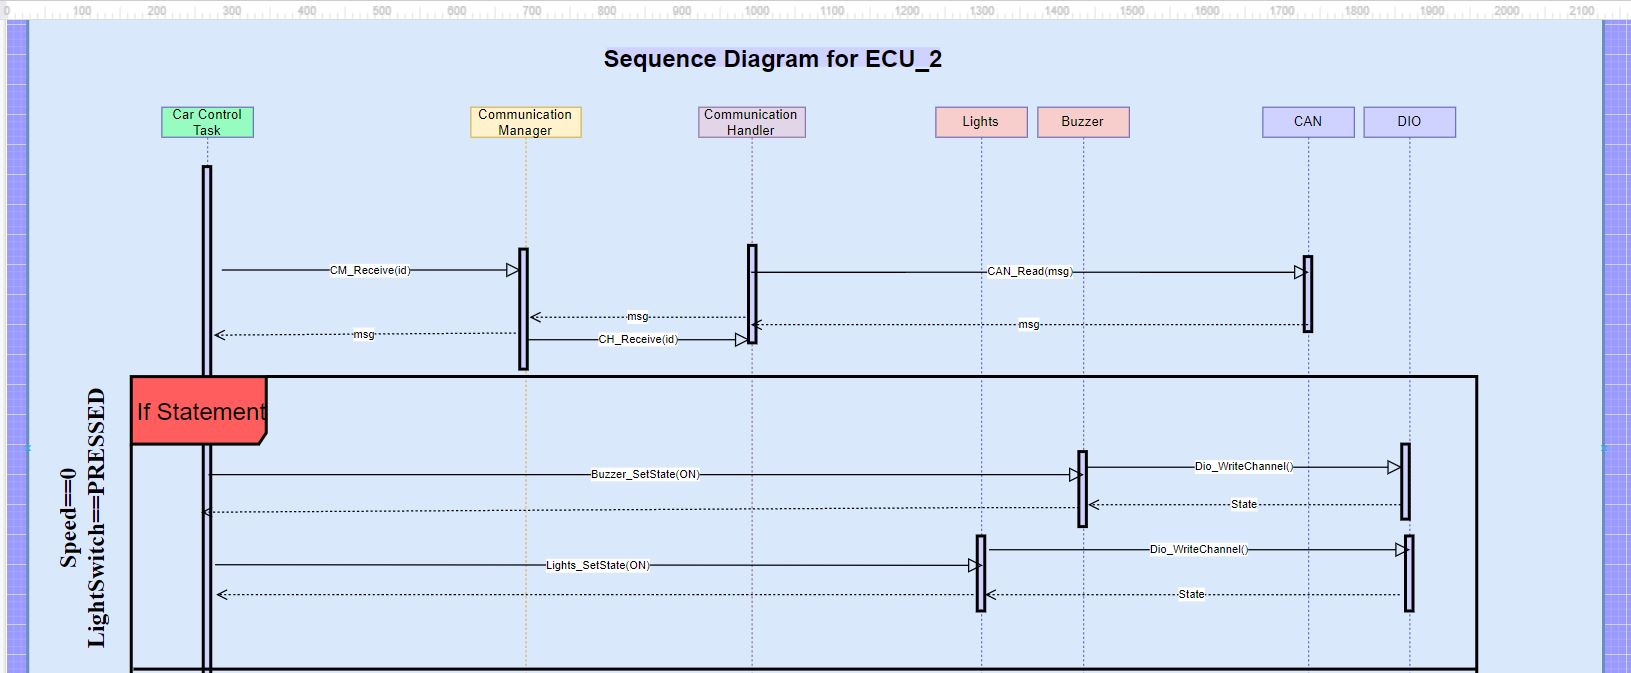 0 100 200 300 400 500 600 700 800 900 1000 1100 1200 1300 1400 1500 1600 1700 1800 1900 2000 2100
Sequence Diagram for ECU_2
Car Control
Task
Communication
Manager
Communication
Handler
Lights
Buzzer
CAN
DIO
CM_Receive(id)
CAN_Read(msg)
msg
msg
msg
CH_Receive(id)
If Statement
Speed==0
LightSwitch==PRESSED
Buzzer_SetState(ON)
Dio_WriteChannel()
State
Dio_WriteChannel()
Lights_SetState(ON)
State